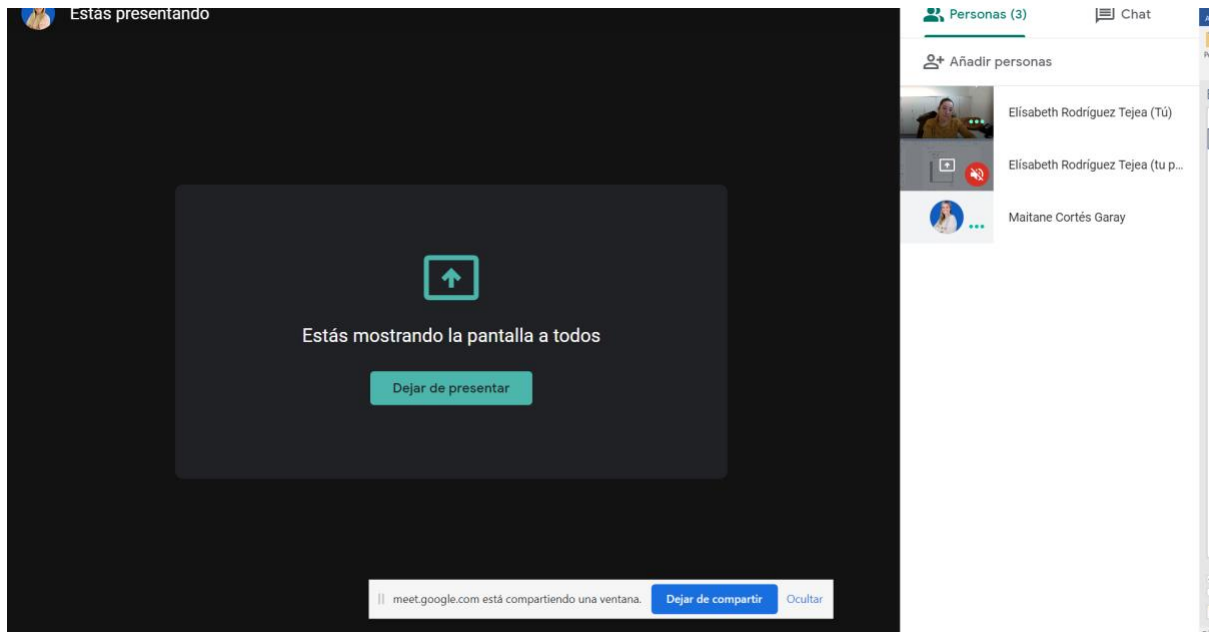 Estás presentando
Personas (3)
Chat
Añadir personas
Elísabeth Rodríguez Tejea (Tú)
Elísabeth Rodríguez Tejea (tu p...
Maitane Cortés Garay
Estás mostrando la pantalla a todos
Dejar de presentar
meet.google.com está compartiendo una ventana.
Dejar de compartir
Ocultar